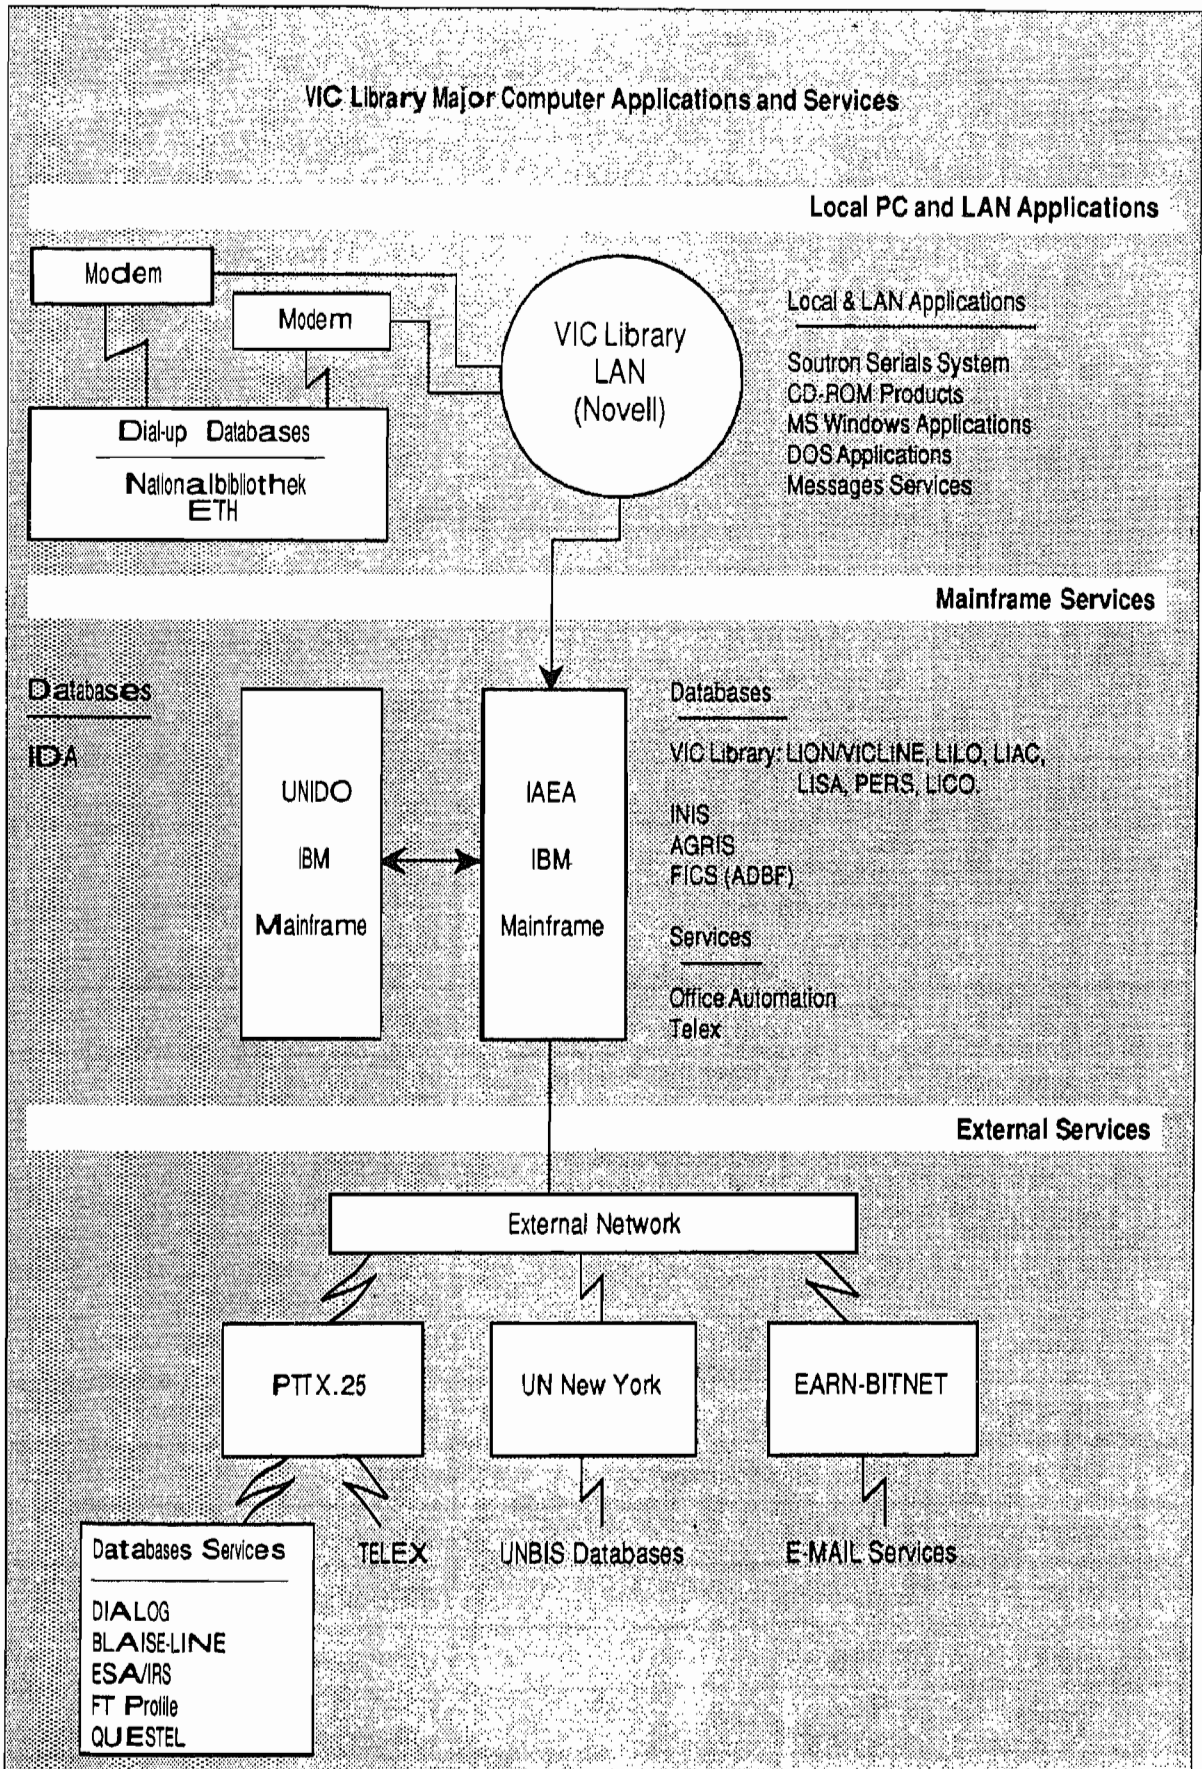 VIC Library Major Computer Applications and Services
Local PC and LAN Applications
Modem
Modem
Dial-up Databases
Nationalbibliothek
ETH
VIC Library
LAN
(Novell)
Local & LAN Applications
Soutron Serials System
CD-ROM Products
MS Windows Applications
DOS Applications
Messages Services
Mainframe Services
Databases
IDA
UNIDO
IBM
Mainframe
IAEA
IBM
Mainframe
Databases
VIC Library: LION/VICLINE, LILO, LIAC,
LISA, PERS, LICO.
INIS
AGRIS
FICS (ADBF)
Services
Office Automation
Telex
External Services
External Network
PTTX.25
UN New York
EARN-BITNET
Databases Services
DIALOG
BLAISE-LINE
ESA/IRS
FT Profile
QUESTEL
TELEX
UNBIS Databases
E-MAIL Services